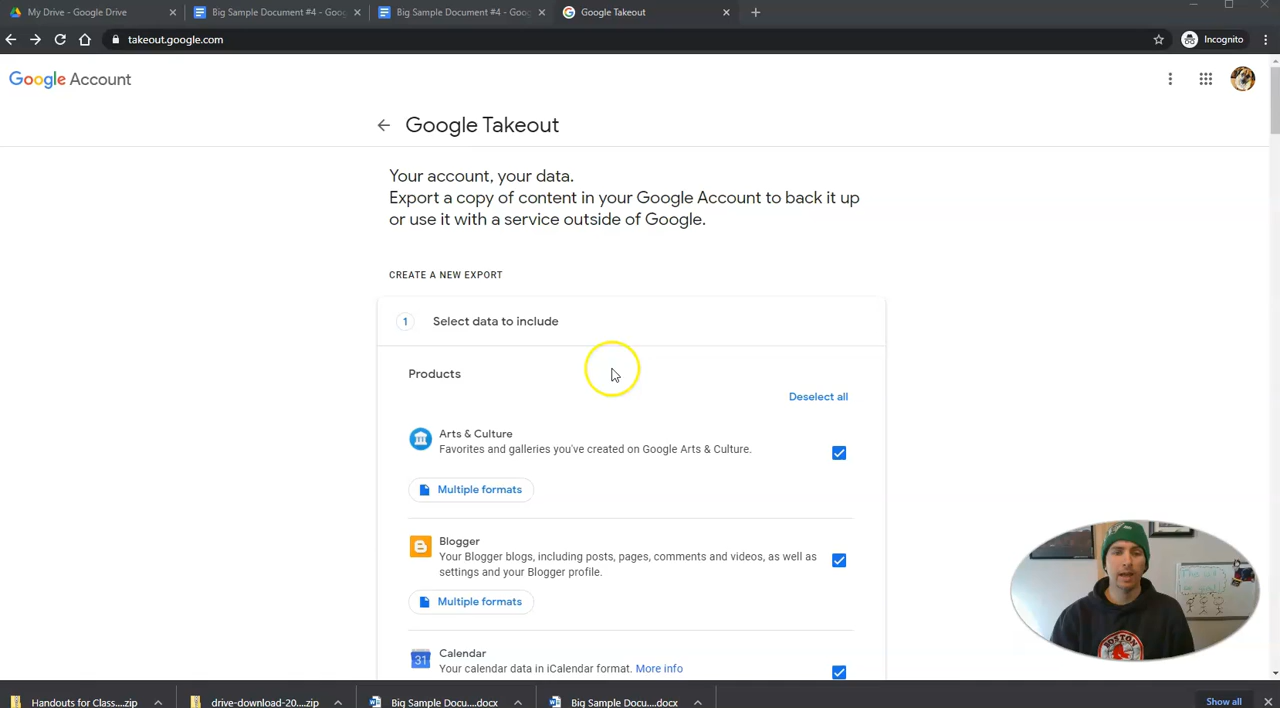 My Drive - Google Drive
Big Sample Document #4 - Goog
Big Sample Document #4 - Goog
Google Takeout
takeout.google.com
Incognito
Google Account
Google Takeout
Your account, your data.
Export a copy of content in your Google Account to back it up
or use it with a service outside of Google.
CREATE A NEW EXPORT
1
Select data to include
Products
Deselect all
Arts & Culture
Favorites and galleries you've created on Google Arts & Culture.
Multiple formats
Blogger
Your Blogger blogs, including posts, pages, comments and videos, as well as
settings and your Blogger profile.
Multiple formats
31
Calendar
Your calendar data in iCalendar format. More info
BOSTON
Handouts for Class....zip
drive-download-20....zip
Big Sample Docu....docx
Big Sample Docu....docx
Show all